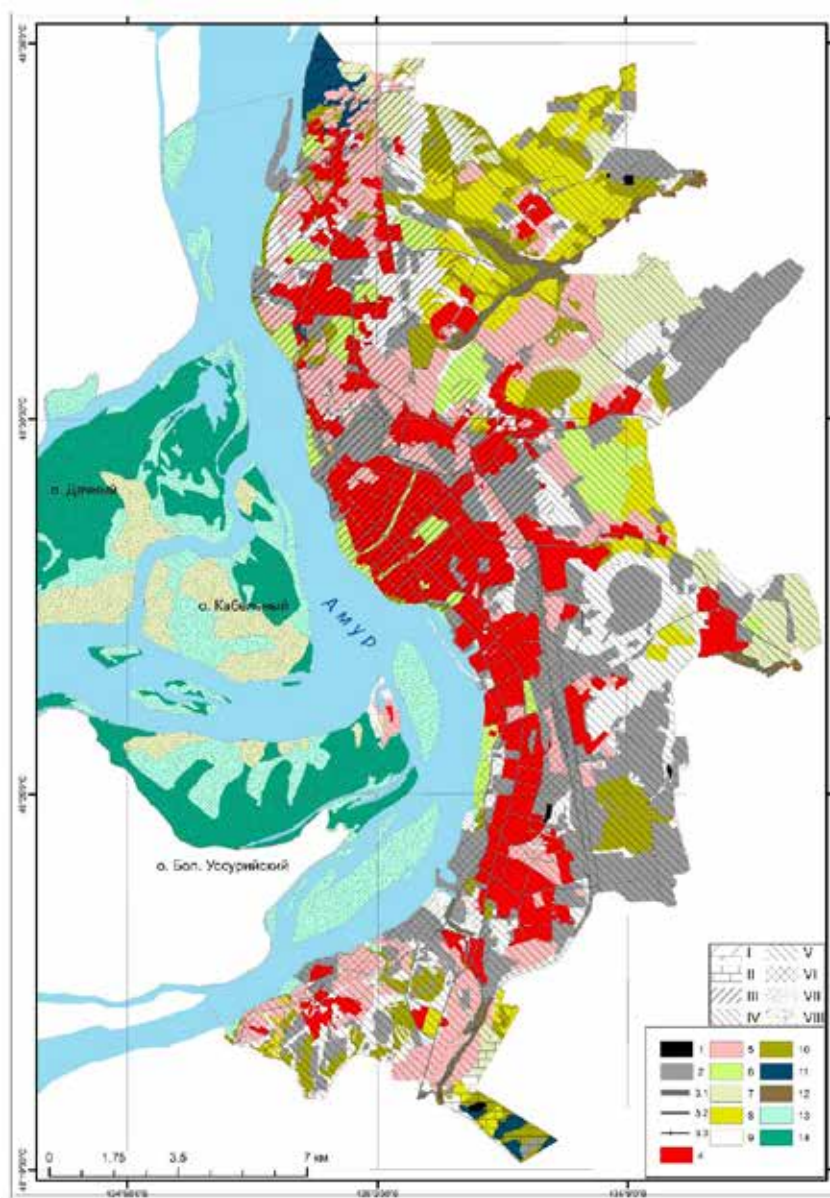 о. Дачный
о. Кабельный
Амур
о. Бол. Уссурийский
0 1,75 3,5 7 км
I V
II VI
III VII
IV VIII
1 5 10
2 6 11
3.1 7 12
3.2 8 13
3.3 9 14
4